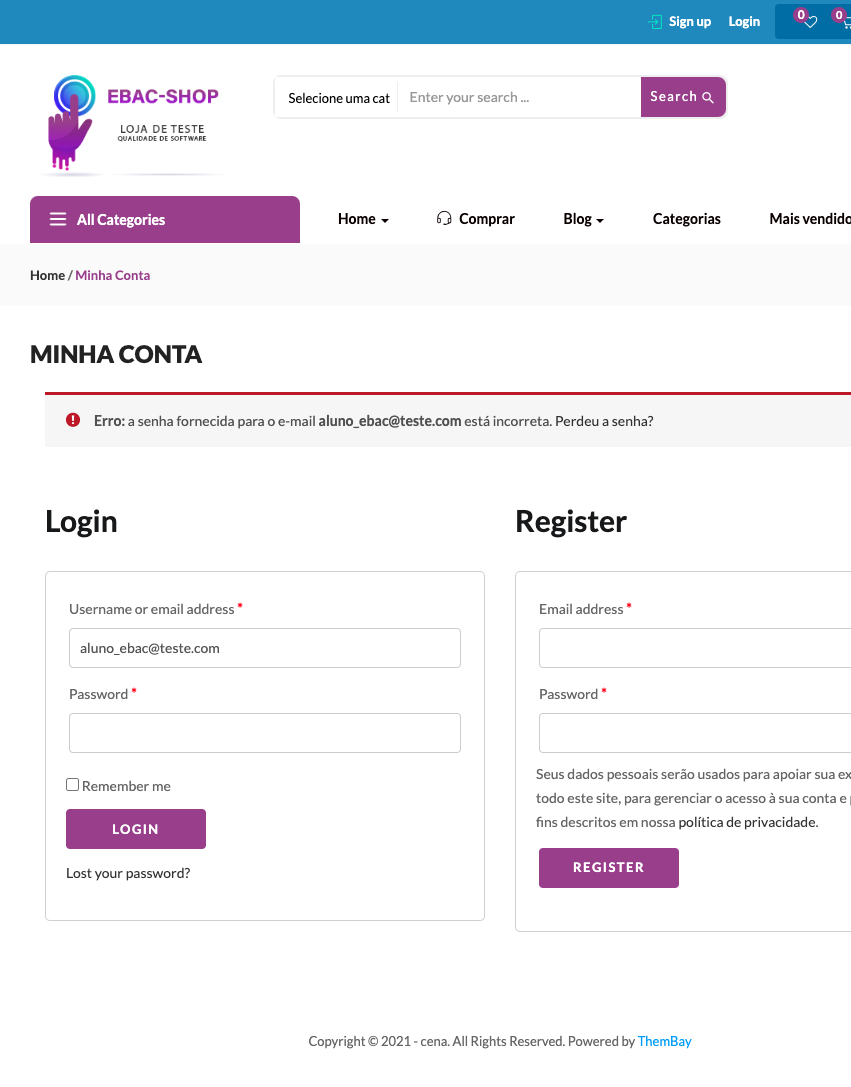 Sign up Login 0 0
EBAC-SHOP
LOJA DE TESTE
QUALIDADE DE SOFTWARE
Selecione uma cat Enter your search ... Search
All Categories Home Comprar Blog Categorias Mais vendido
Home / Minha Conta
MINHA CONTA
Erro: a senha fornecida para o e-mail aluno_ebac@teste.com está incorreta. Perdeu a senha?
Login
Username or email address *
aluno_ebac@teste.com
Password *
Remember me
LOGIN
Lost your password?
Register
Email address *
Password *
Seus dados pessoais serão usados para apoiar sua ex
todo este site, para gerenciar o acesso à sua conta e p
fins descritos em nossa política de privacidade.
REGISTER
Copyright © 2021 - cena. All Rights Reserved. Powered by ThemBay